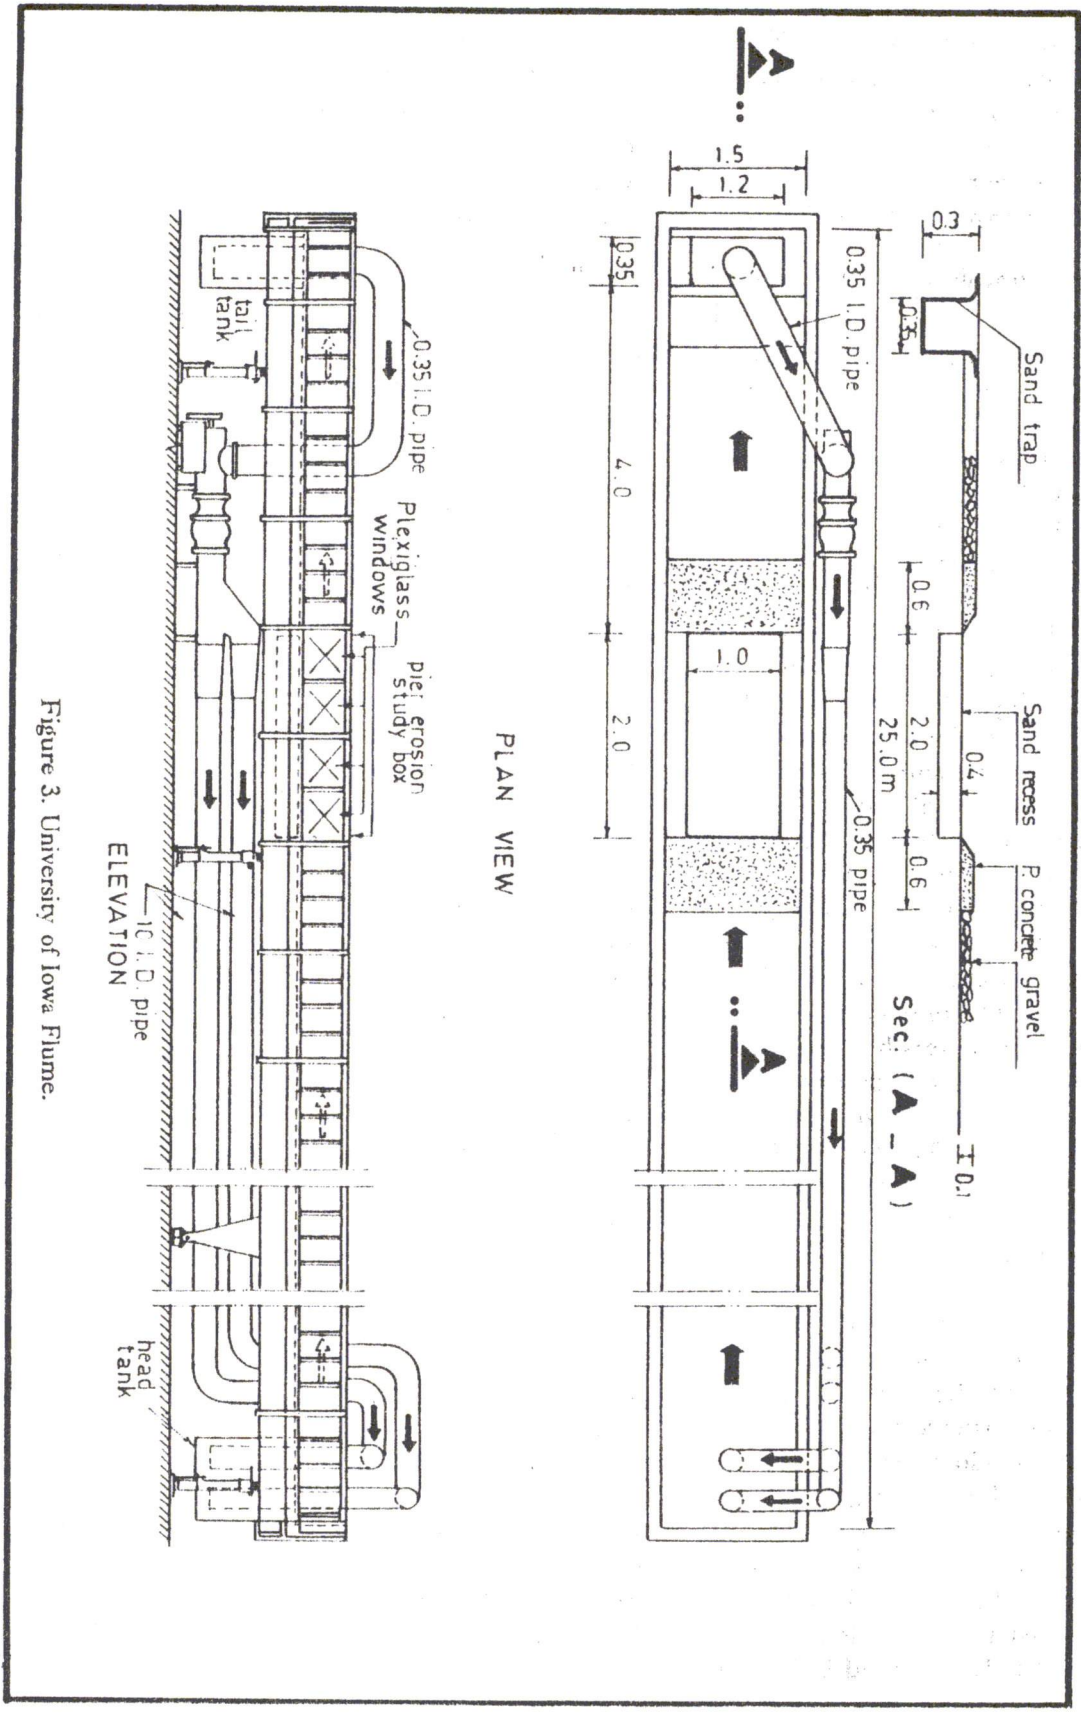 Sand trap
Sand recess
P. concrete
gravel
0.3
0.35
0.6
2.0
0.4
0.6
0.1
25.0 m
Sec. (A _ A)
A
1.5
1.2
0.35 I.D. pipe
0.35 pipe
0.35
4.0
1.0
2.0
A
PLAN VIEW
0.35 I.D. pipe
Plexiglass
windows
pier erosion
study box
tail
tank
head
tank
I.D. pipe
ELEVATION
Figure 3. University of Iowa Flume.